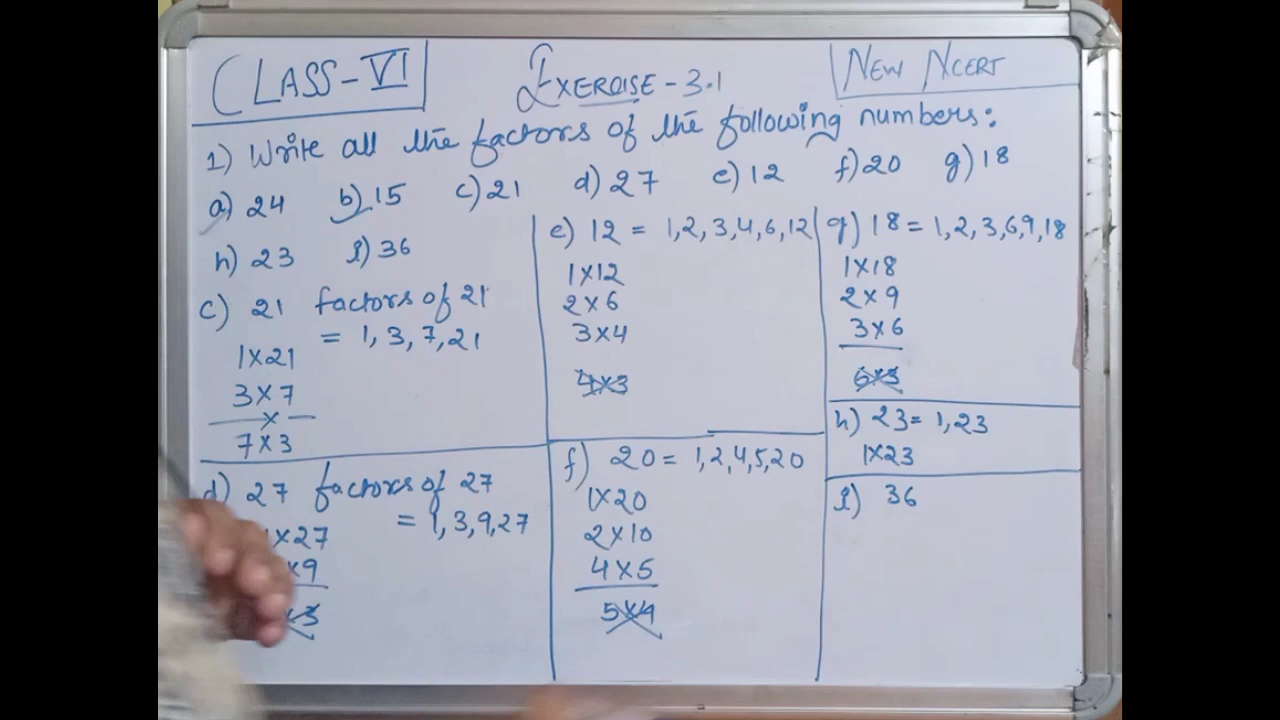 CLASS-VI
EXERCISE-3.1
NEW NCERT
1) Write all the factors of the following numbers:
a) 24 b) 15 c) 21 d) 27 e) 12 f) 20 g) 18
h) 23 i) 36
c) 21 factors of 21
= 1, 3, 7, 21
1×21
3×7
×
7×3
d) 27 factors of 27
= 1, 3, 9, 27
×27
×9
×3
e) 12 = 1, 2, 3, 4, 6, 12
1×12
2×6
3×4
4×3
f) 20 = 1, 2, 4, 5, 20
1×20
2×10
4×5
5×4
g) 18 = 1, 2, 3, 6, 9, 18
1×18
2×9
3×6
6×3
h) 23 = 1, 23
1×23
i) 36